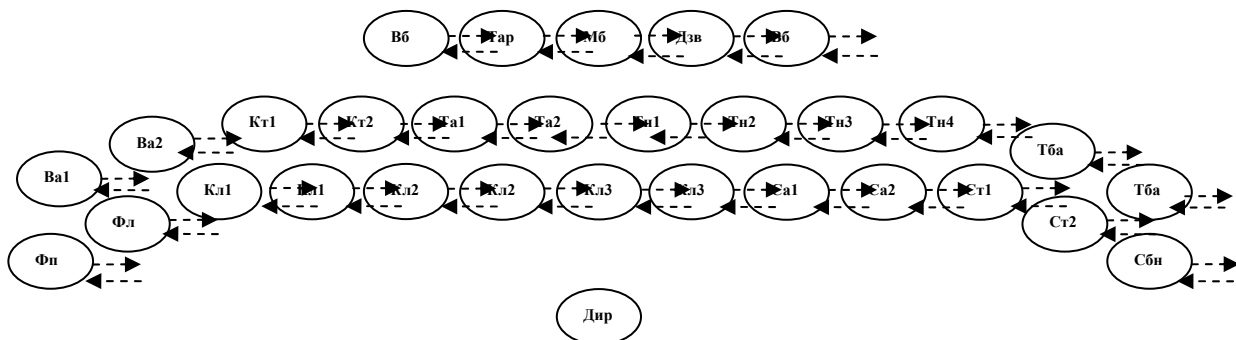 Вб Тар Мб Дзв Вб
Кт1 Кт2 Та1 Та2 Тн1 Тн2 Тн3 Тн4
Ва2 Тба
Ва1 Кл1 Кл1 Кл2 Кл2 Кл3 Кл3 Са1 Са2 Ст1 Тба
Фл Ст2
Фп Сбн
Дир